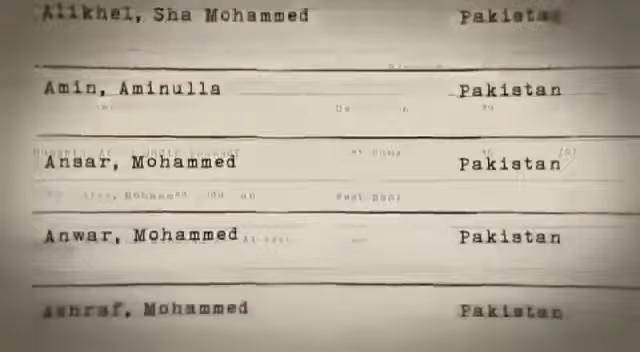 Alikhel, Sha Mohammed Pakistan
Amin, Aminulla Pakistan
Ansar, Mohammed Pakistan
Anwar, Mohammed Pakistan
Ashraf, Mohammed Pakistan